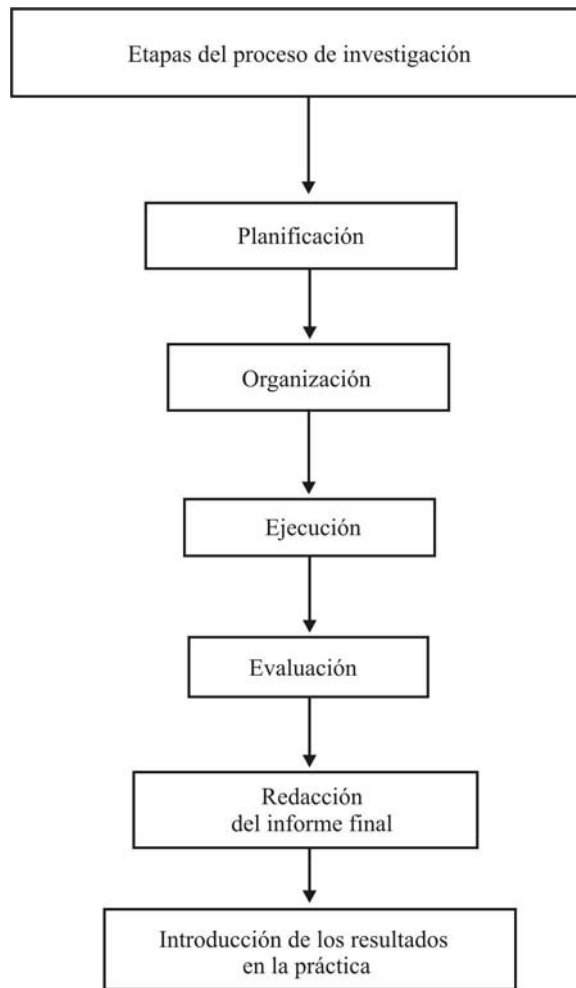 Etapas del proceso de investigación
Planificación
Organización
Ejecución
Evaluación
Redacción
del informe final
Introducción de los resultados
en la práctica